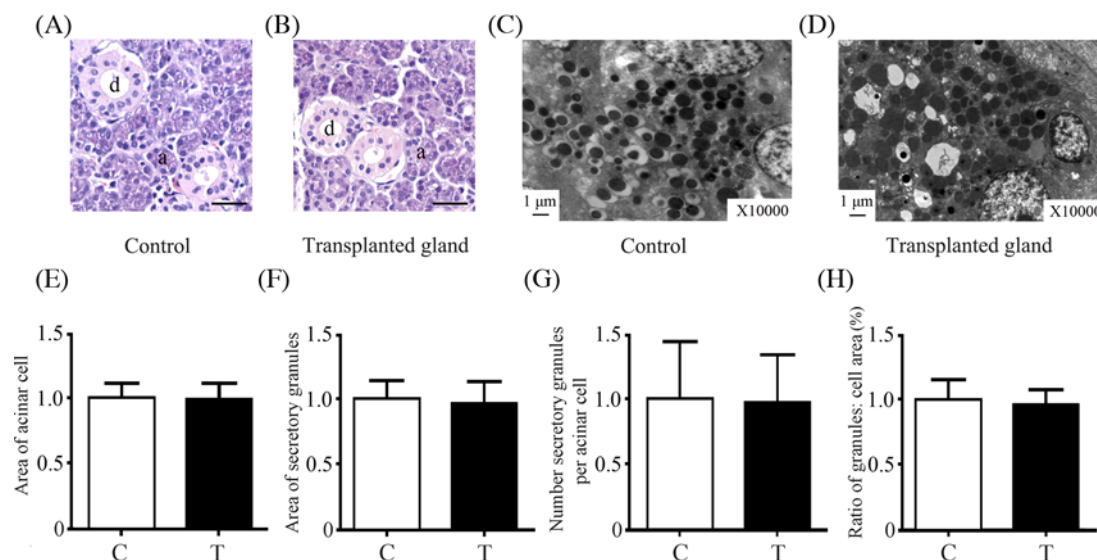 (A)
(B)
(C)
(D)
d
a
d
a
1 μm
X10000
1 μm
X10000
Control
Transplanted gland
Control
Transplanted gland
(E)
(F)
(G)
(H)
Area of acinar cell
1.5
1.0
0.5
0
C
T
Area of secretory granules
1.5
1.0
0.5
0
C
T
Number secretory granules
per acinar cell
1.5
1.0
0.5
0
C
T
Ratio of granules: cell area (%)
1.5
1.0
0.5
0
C
T